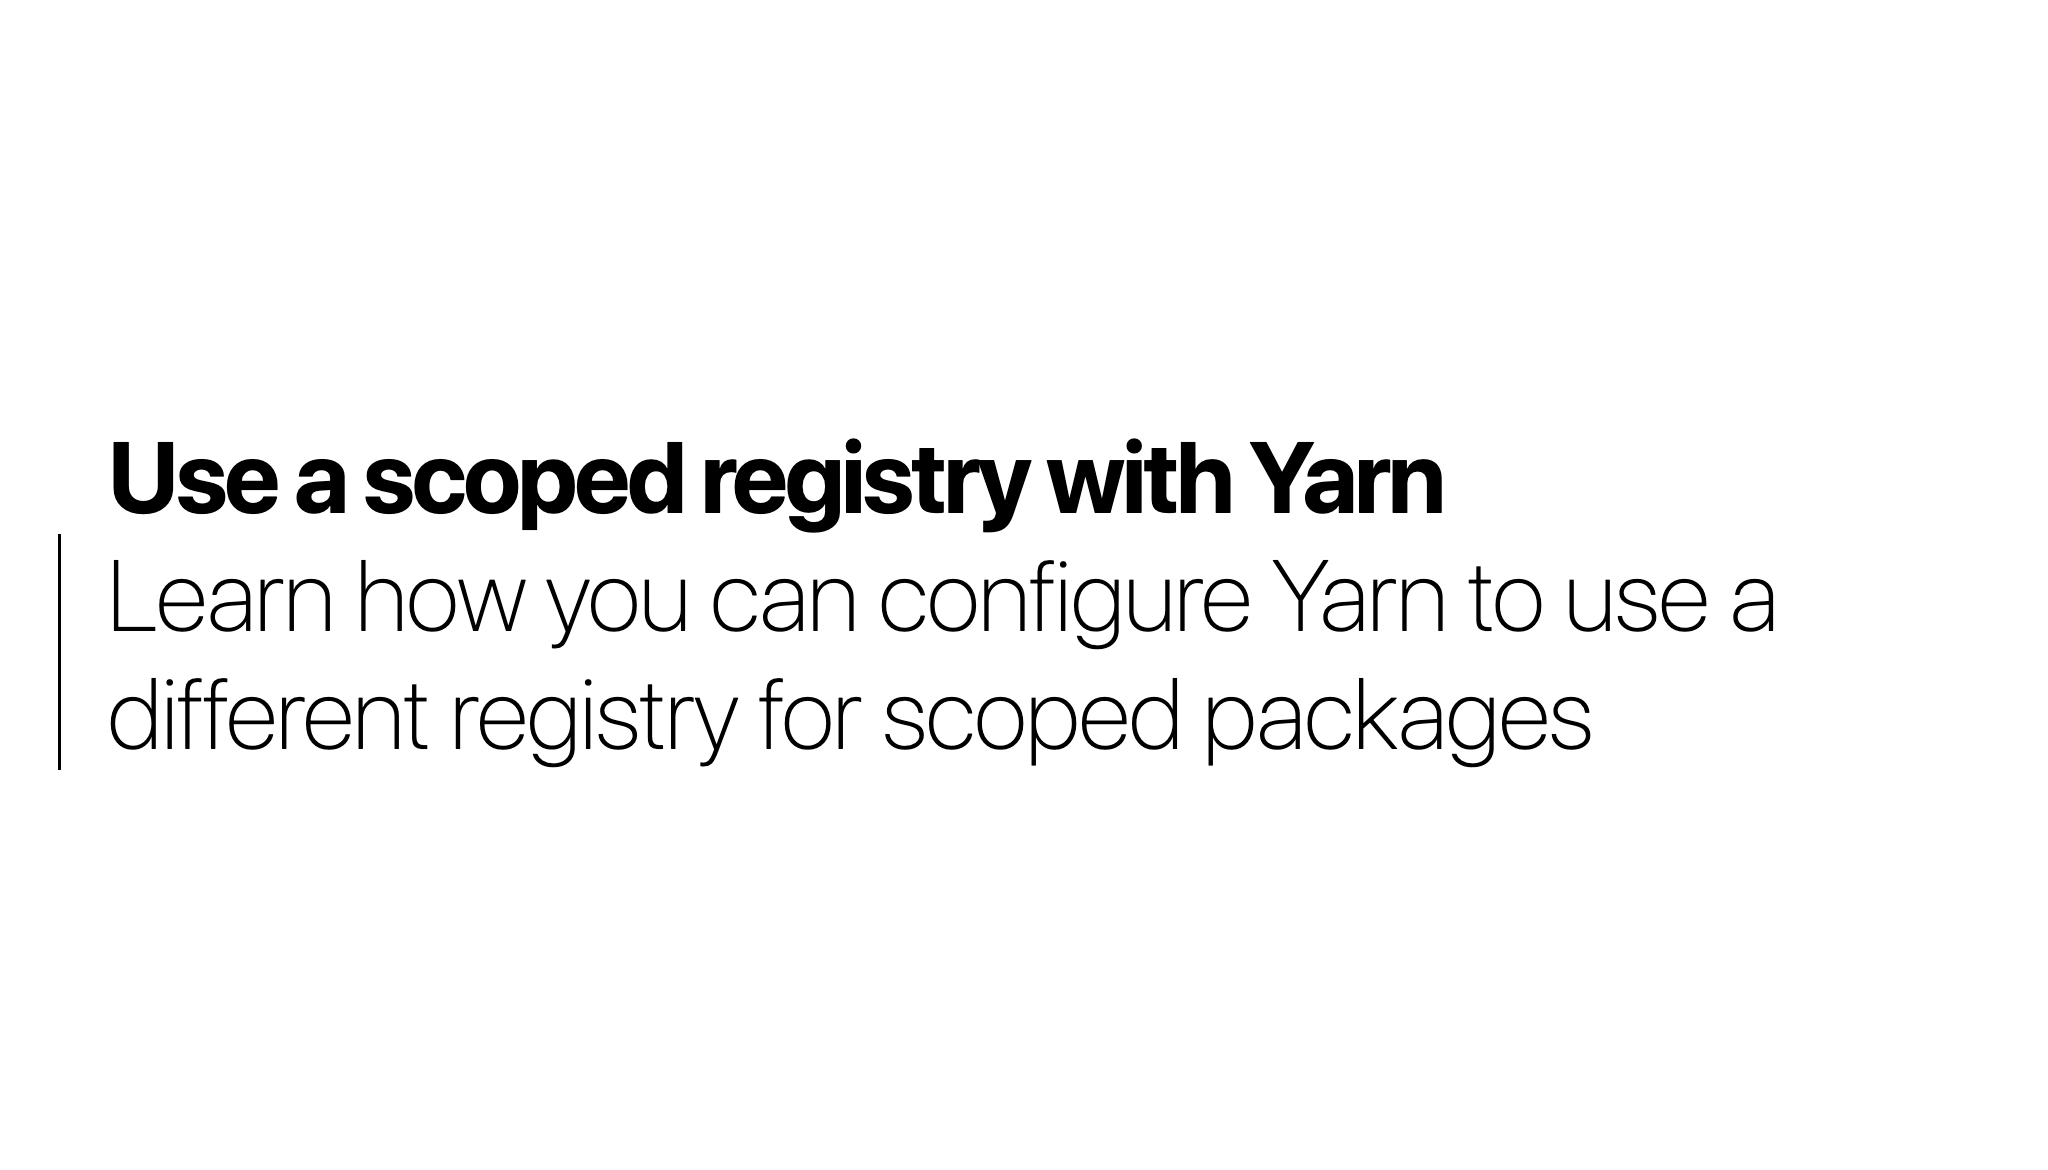 Use a scoped registry with Yarn
Learn how you can configure Yarn to use a
different registry for scoped packages